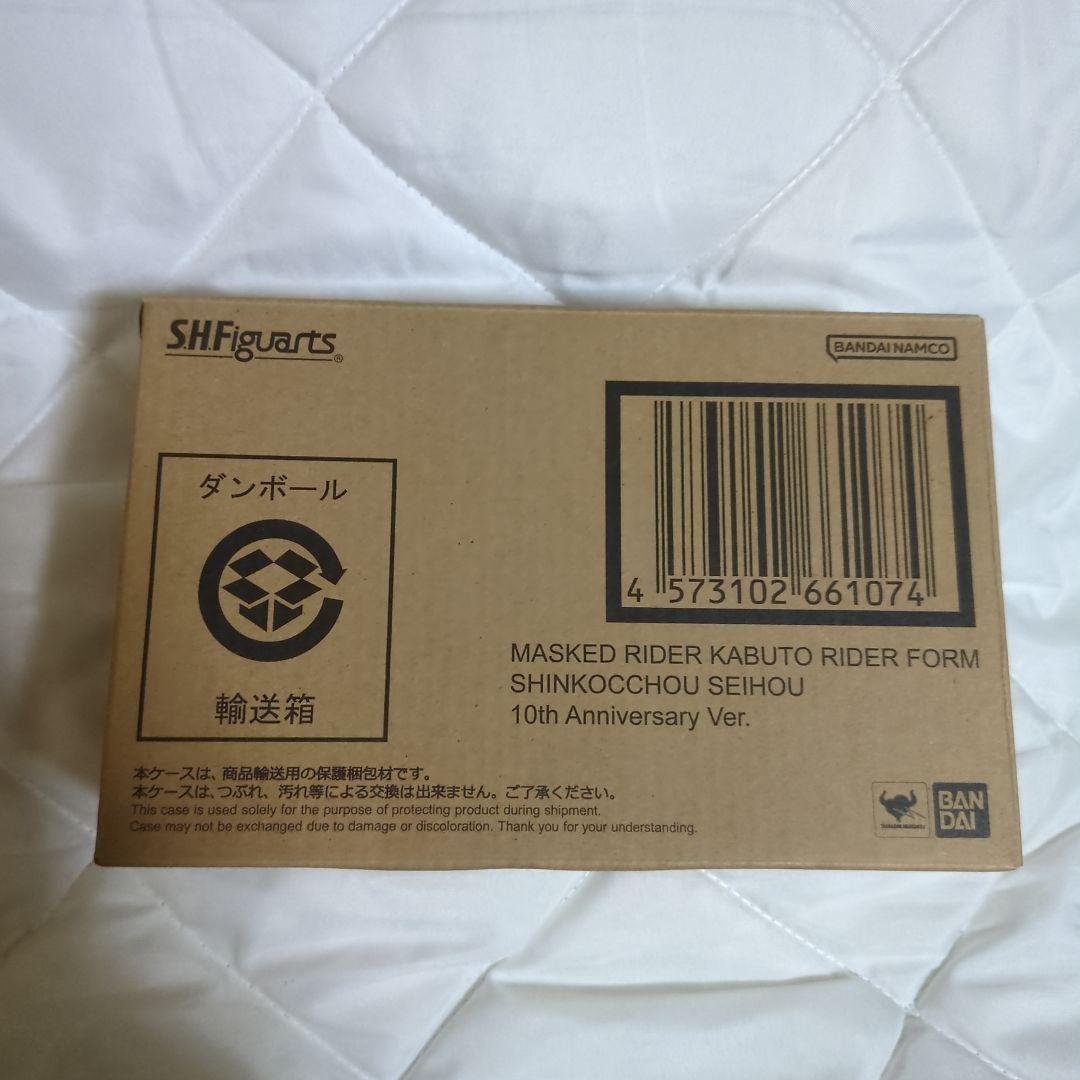 S.H.Figuarts®
BANDAI NAMCO
ダンボール
輸送箱
4 573102 661074
MASKED RIDER KABUTO RIDER FORM
SHINKOCCHOU SEIHOU
10th Anniversary Ver.
本ケースは、商品輸送用の保護梱包材です。
本ケースは、つぶれ、汚れ等による交換は出来ません。ご了承ください。
This case is used solely for the purpose of protecting product during shipment.
Case may not be exchanged due to damage or discoloration. Thank you for your understanding.
BAN
DAI